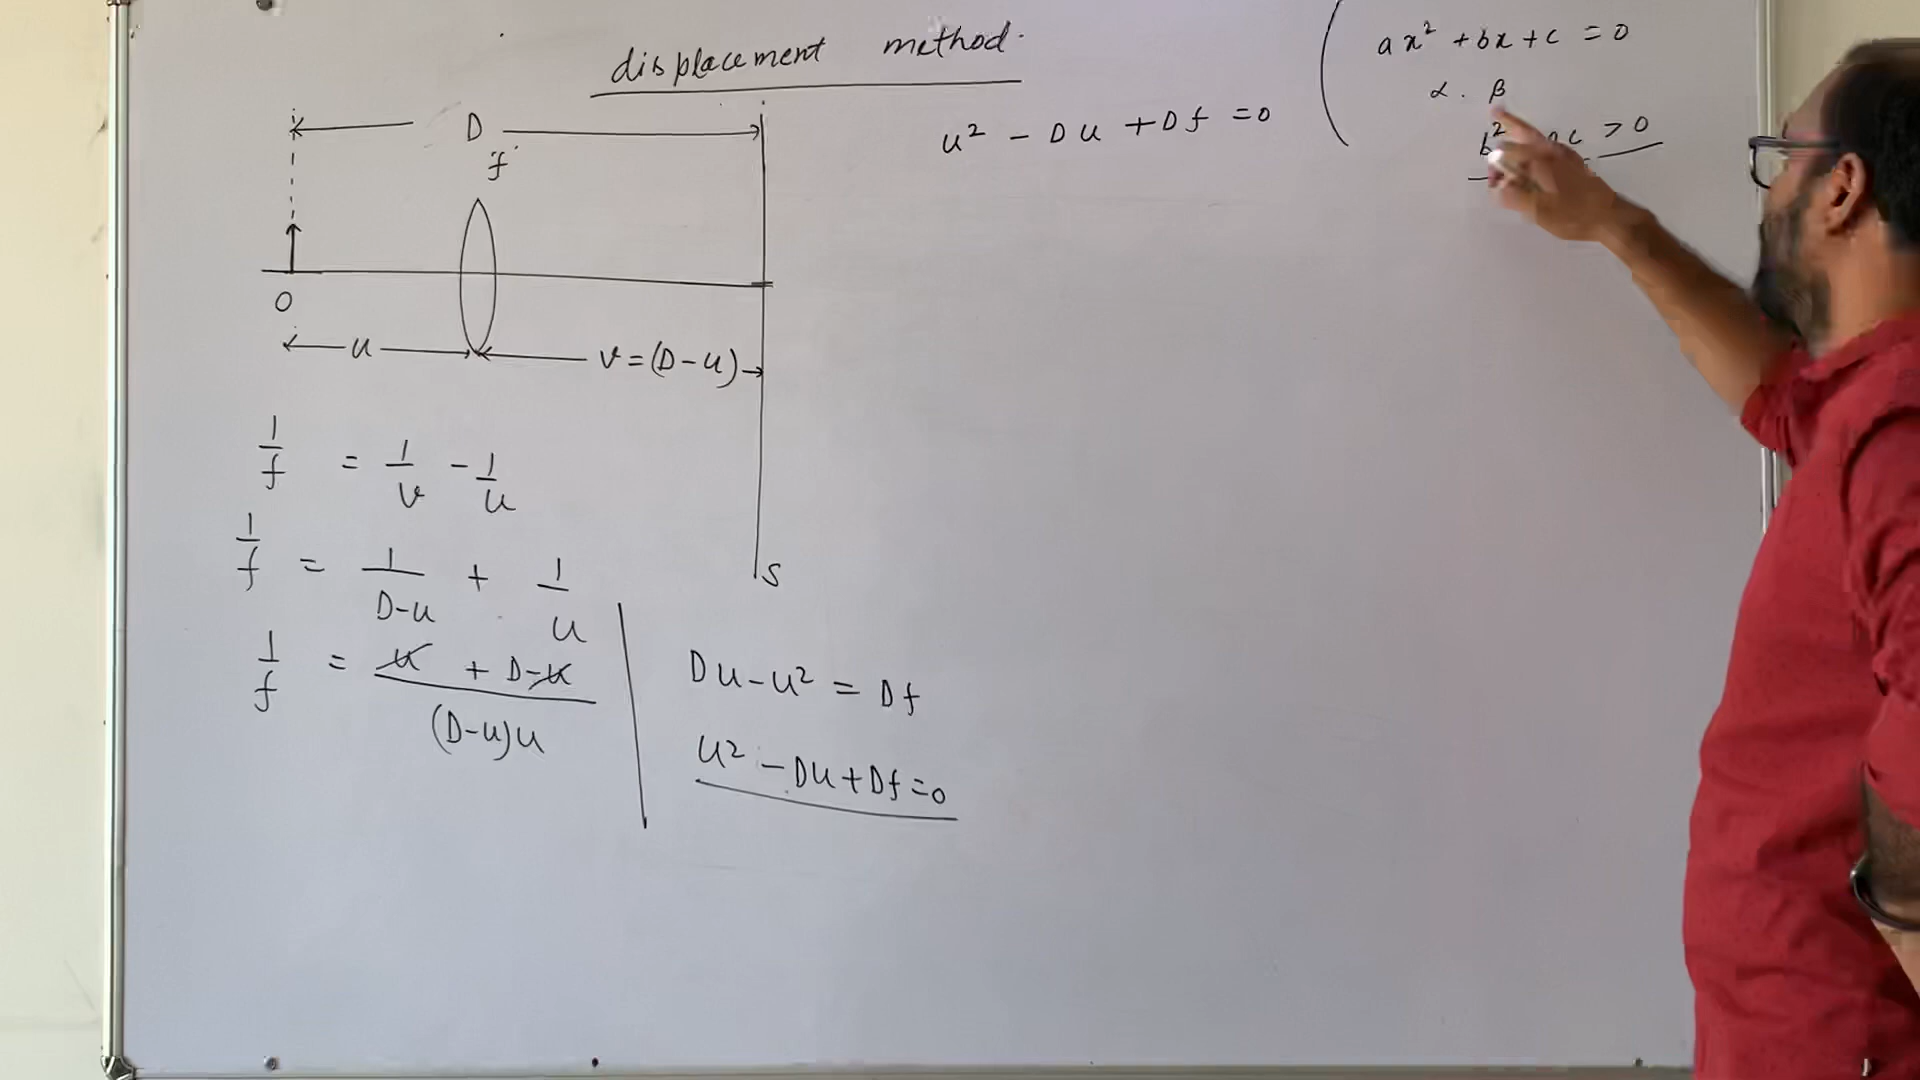 displacement method.
D
f
O
u
v = (D-u)
S
1/f = 1/v - 1/u
1/f = 1/D-u + 1/u
1/f = u + D-u / (D-u)u
Du - u² = Df
u² - Du + Df = 0
u² - Du + Df = 0
ax² + bx + c = 0
α . β
b² c > 0